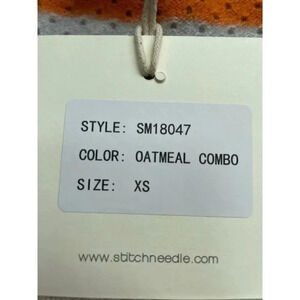 STYLE: SM18047
COLOR: OATMEAL COMBO
SIZE: XS
www.stitchneedle.com